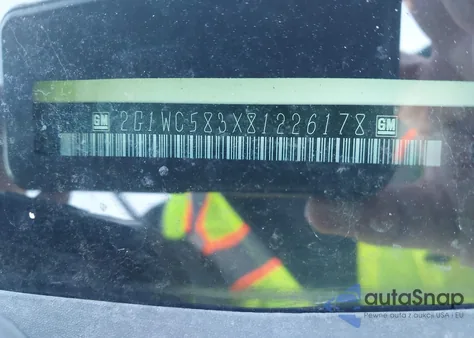 GM 2G1WC583X81226178 GM
autoSnap
Pewne auta z aukcji USA i EU